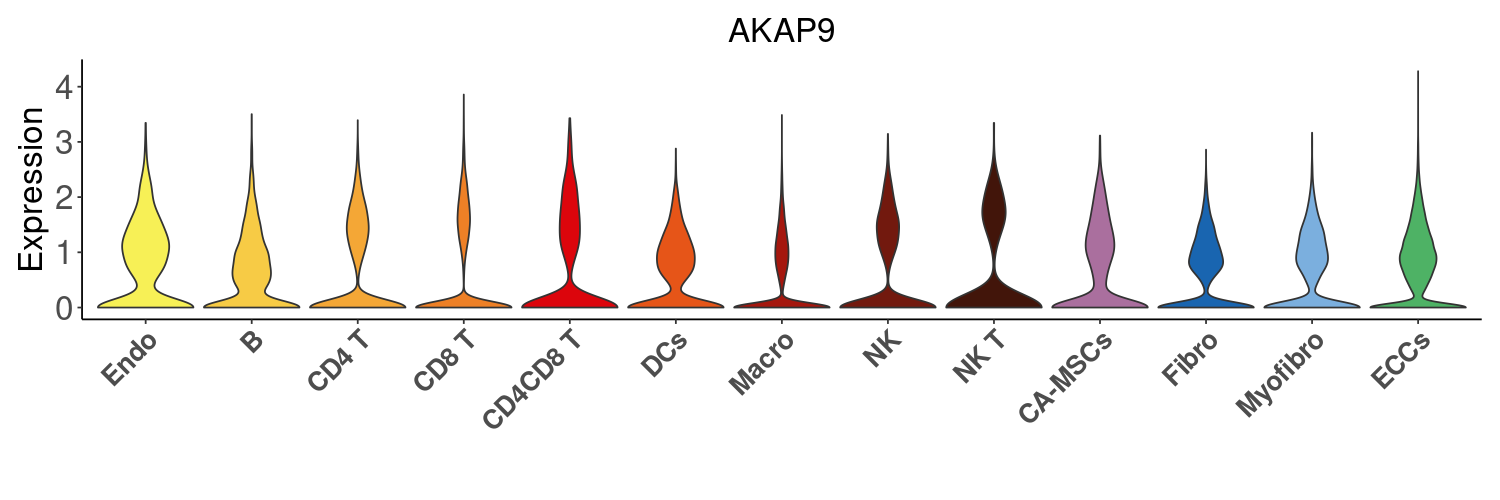 AKAP9
Expression
4
3
2
1
0
Endo
B
CD4 T
CD8 T
CD4CD8 T
DCs
Macro
NK
NK T
CA-MSCs
Fibro
Myofibro
ECCs